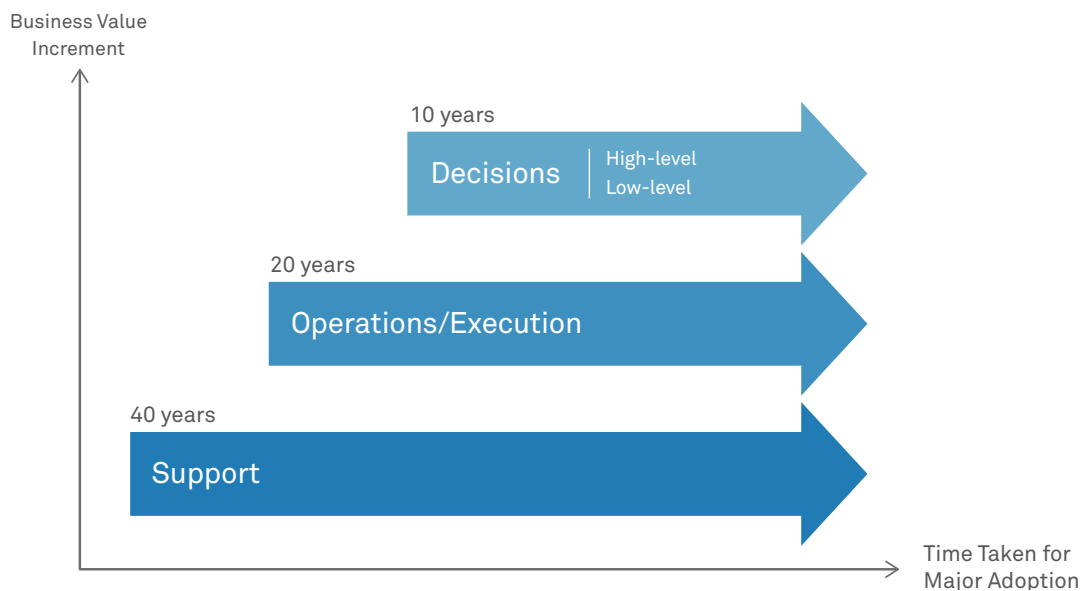 Business Value
Increment
10 years
Decisions
High-level
Low-level
20 years
Operations/Execution
40 years
Support
Time Taken for
Major Adoption